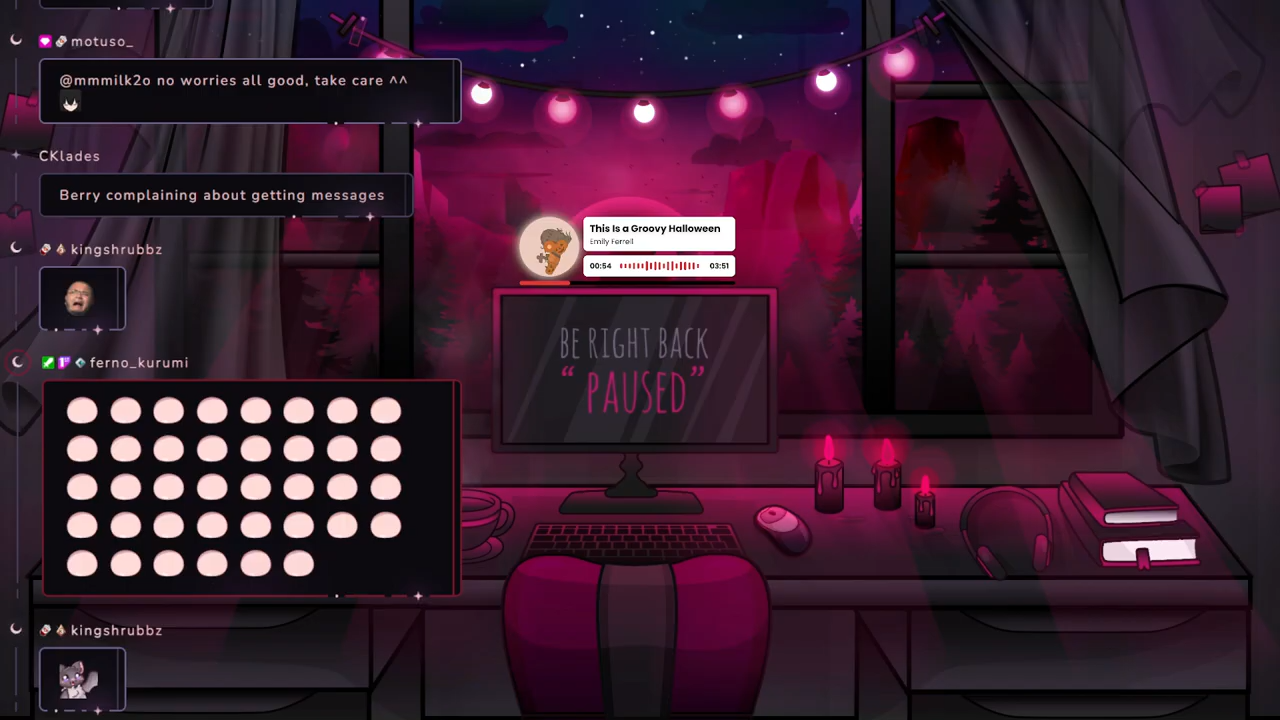 motuso_
@mmmilk2o no worries all good, take care ^^
CKlades
Berry complaining about getting messages
kingshrubbz
ferno_kurumi
kingshrubbz
This Is a Groovy Halloween
Emily Ferrell
00:54 03:51
BE RIGHT BACK
“ PAUSED”